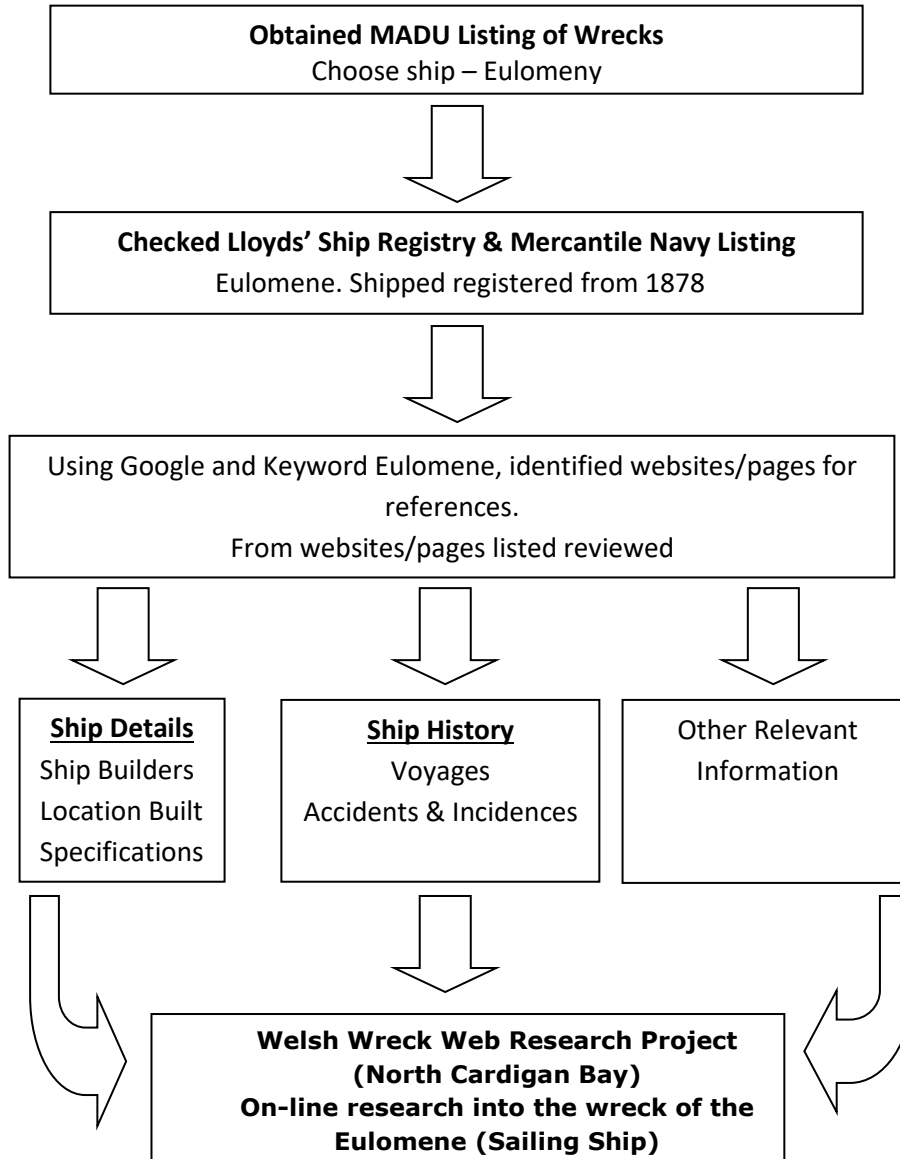 Obtained MADU Listing of Wrecks
Choose ship – Eulomeny
Checked Lloyds' Ship Registry & Mercantile Navy Listing
Eulomene. Shipped registered from 1878
Using Google and Keyword Eulomene, identified websites/pages for
references.
From websites/pages listed reviewed
Ship Details
Ship Builders
Location Built
Specifications
Ship History
Voyages
Accidents & Incidences
Other Relevant
Information
Welsh Wreck Web Research Project
(North Cardigan Bay)
On-line research into the wreck of the
Eulomene (Sailing Ship)